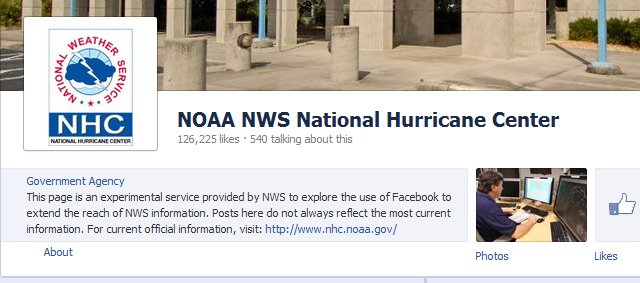 NATIONAL WEATHER SERVICE
NHC
NATIONAL HURRICANE CENTER
NOAA NWS National Hurricane Center
126,225 likes · 540 talking about this
Government Agency
This page is an experimental service provided by NWS to explore the use of Facebook to
extend the reach of NWS information. Posts here do not always reflect the most current
information. For current official information, visit: http://www.nhc.noaa.gov/
About
Photos
Likes